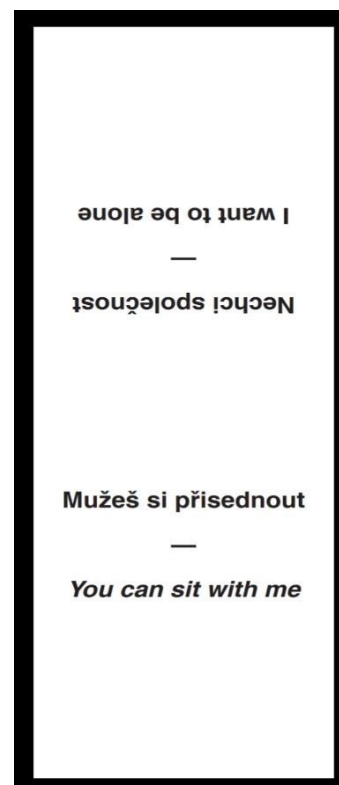 Nechci společnost
—
I want to be alone
Mužeš si přisednout
—
You can sit with me